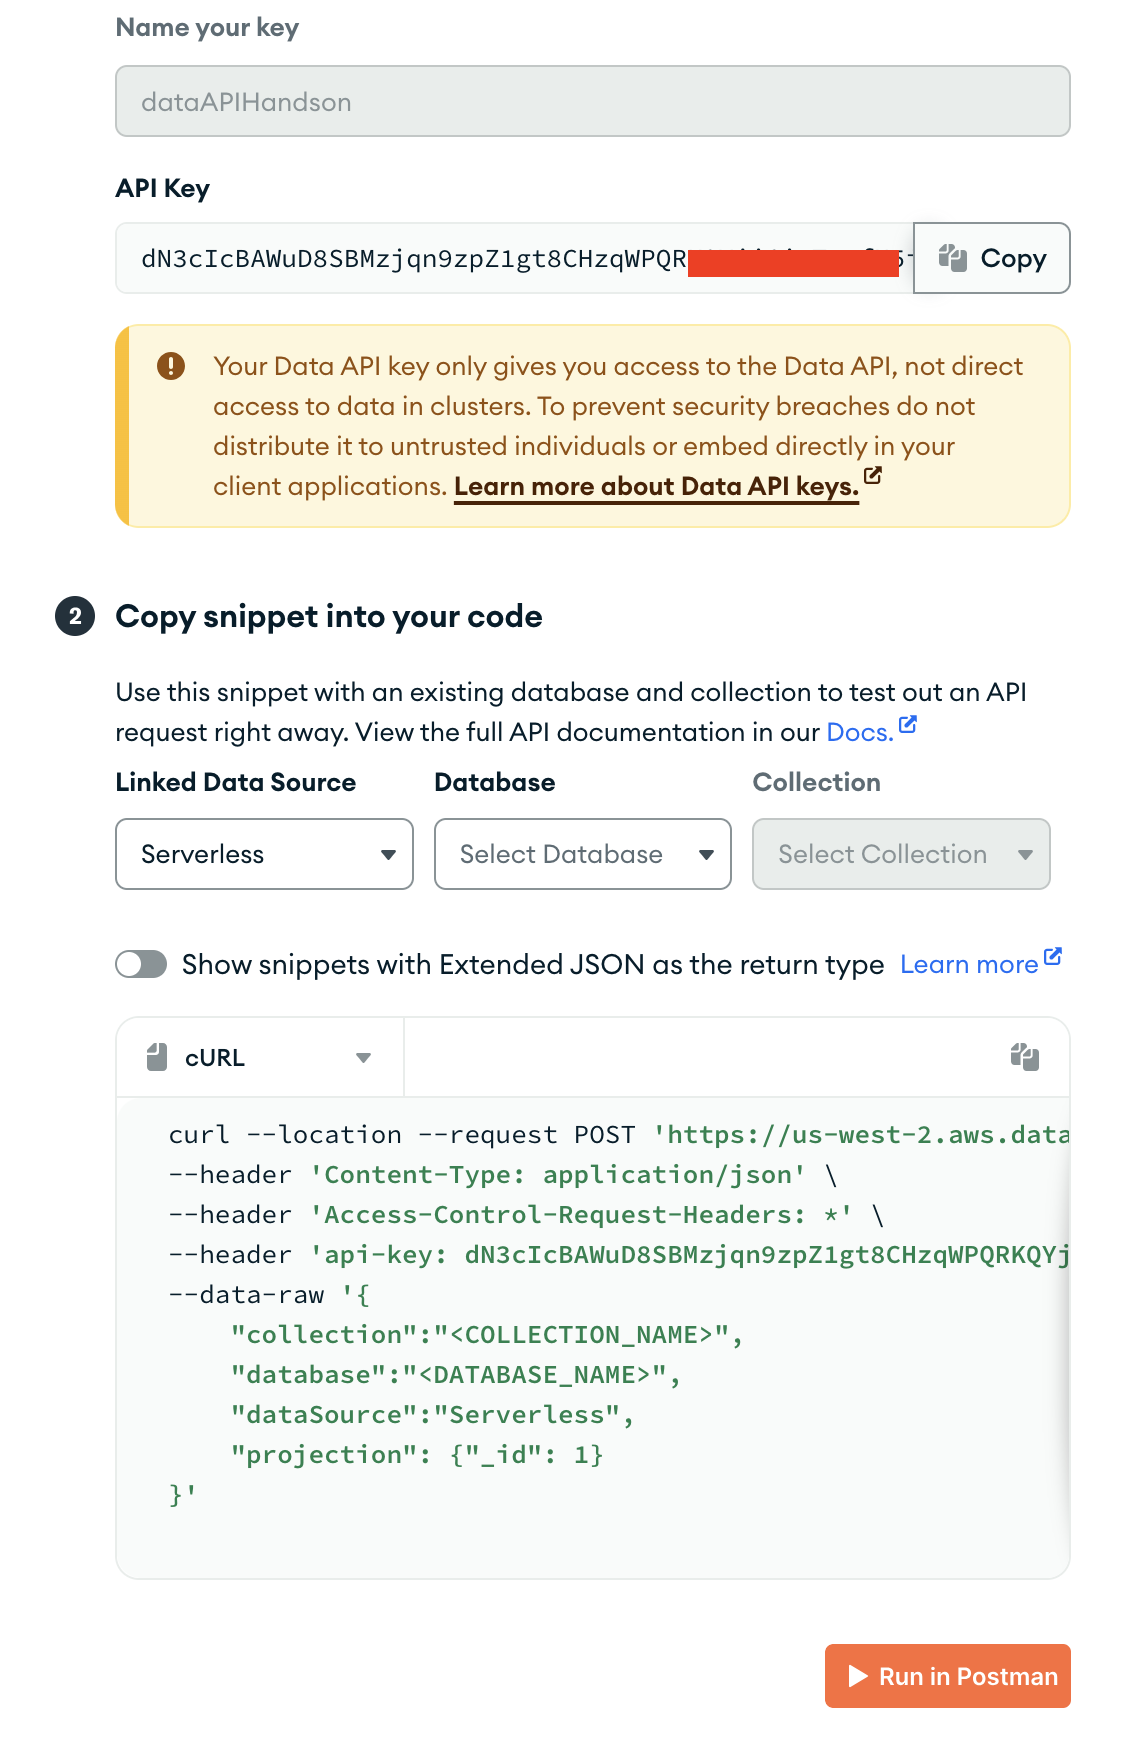 Name your key
dataAPIHandson
API Key
dN3cIcBAWuD8SBMzjqn9zpZ1gt8CHzqWPQR
Copy
Your Data API key only gives you access to the Data API, not direct
access to data in clusters. To prevent security breaches do not
distribute it to untrusted individuals or embed directly in your
client applications. Learn more about Data API keys.
2 Copy snippet into your code
Use this snippet with an existing database and collection to test out an API
request right away. View the full API documentation in our Docs.
Linked Data Source Database Collection
Serverless Select Database Select Collection
Show snippets with Extended JSON as the return type Learn more
cURL
curl --location --request POST 'https://us-west-2.aws.data
--header 'Content-Type: application/json' \
--header 'Access-Control-Request-Headers: *' \
--header 'api-key: dN3cIcBAWuD8SBMzjqn9zpZ1gt8CHzqWPQRKQYj
--data-raw '{
"collection":"<COLLECTION_NAME>",
"database":"<DATABASE_NAME>",
"dataSource":"Serverless",
"projection": {"_id": 1}
}'
Run in Postman